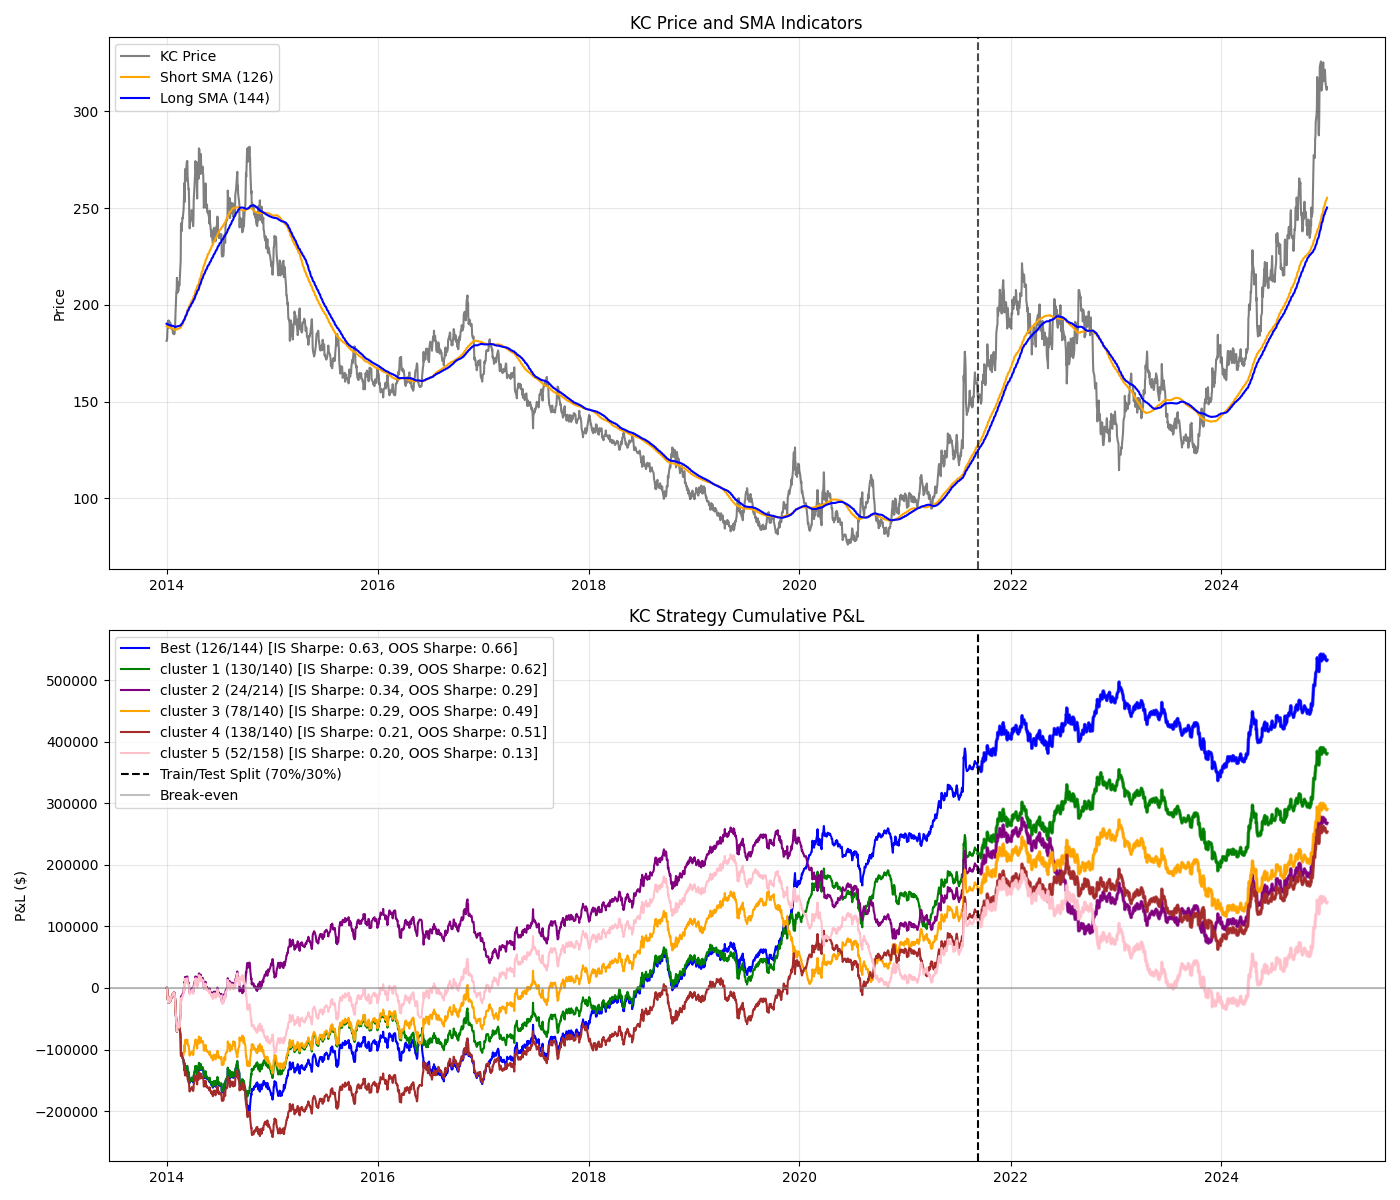 KC Price and SMA Indicators
KC Price
Short SMA (126)
Long SMA (144)
Price
300
250
200
150
100
2014 2016 2018 2020 2022 2024
KC Strategy Cumulative P&L
Best (126/144) [IS Sharpe: 0.63, OOS Sharpe: 0.66]
cluster 1 (130/140) [IS Sharpe: 0.39, OOS Sharpe: 0.62]
cluster 2 (24/214) [IS Sharpe: 0.34, OOS Sharpe: 0.29]
cluster 3 (78/140) [IS Sharpe: 0.29, OOS Sharpe: 0.49]
cluster 4 (138/140) [IS Sharpe: 0.21, OOS Sharpe: 0.51]
cluster 5 (52/158) [IS Sharpe: 0.20, OOS Sharpe: 0.13]
Train/Test Split (70%/30%)
Break-even
P&L ($)
500000
400000
300000
200000
100000
0
−100000
−200000
2014 2016 2018 2020 2022 2024